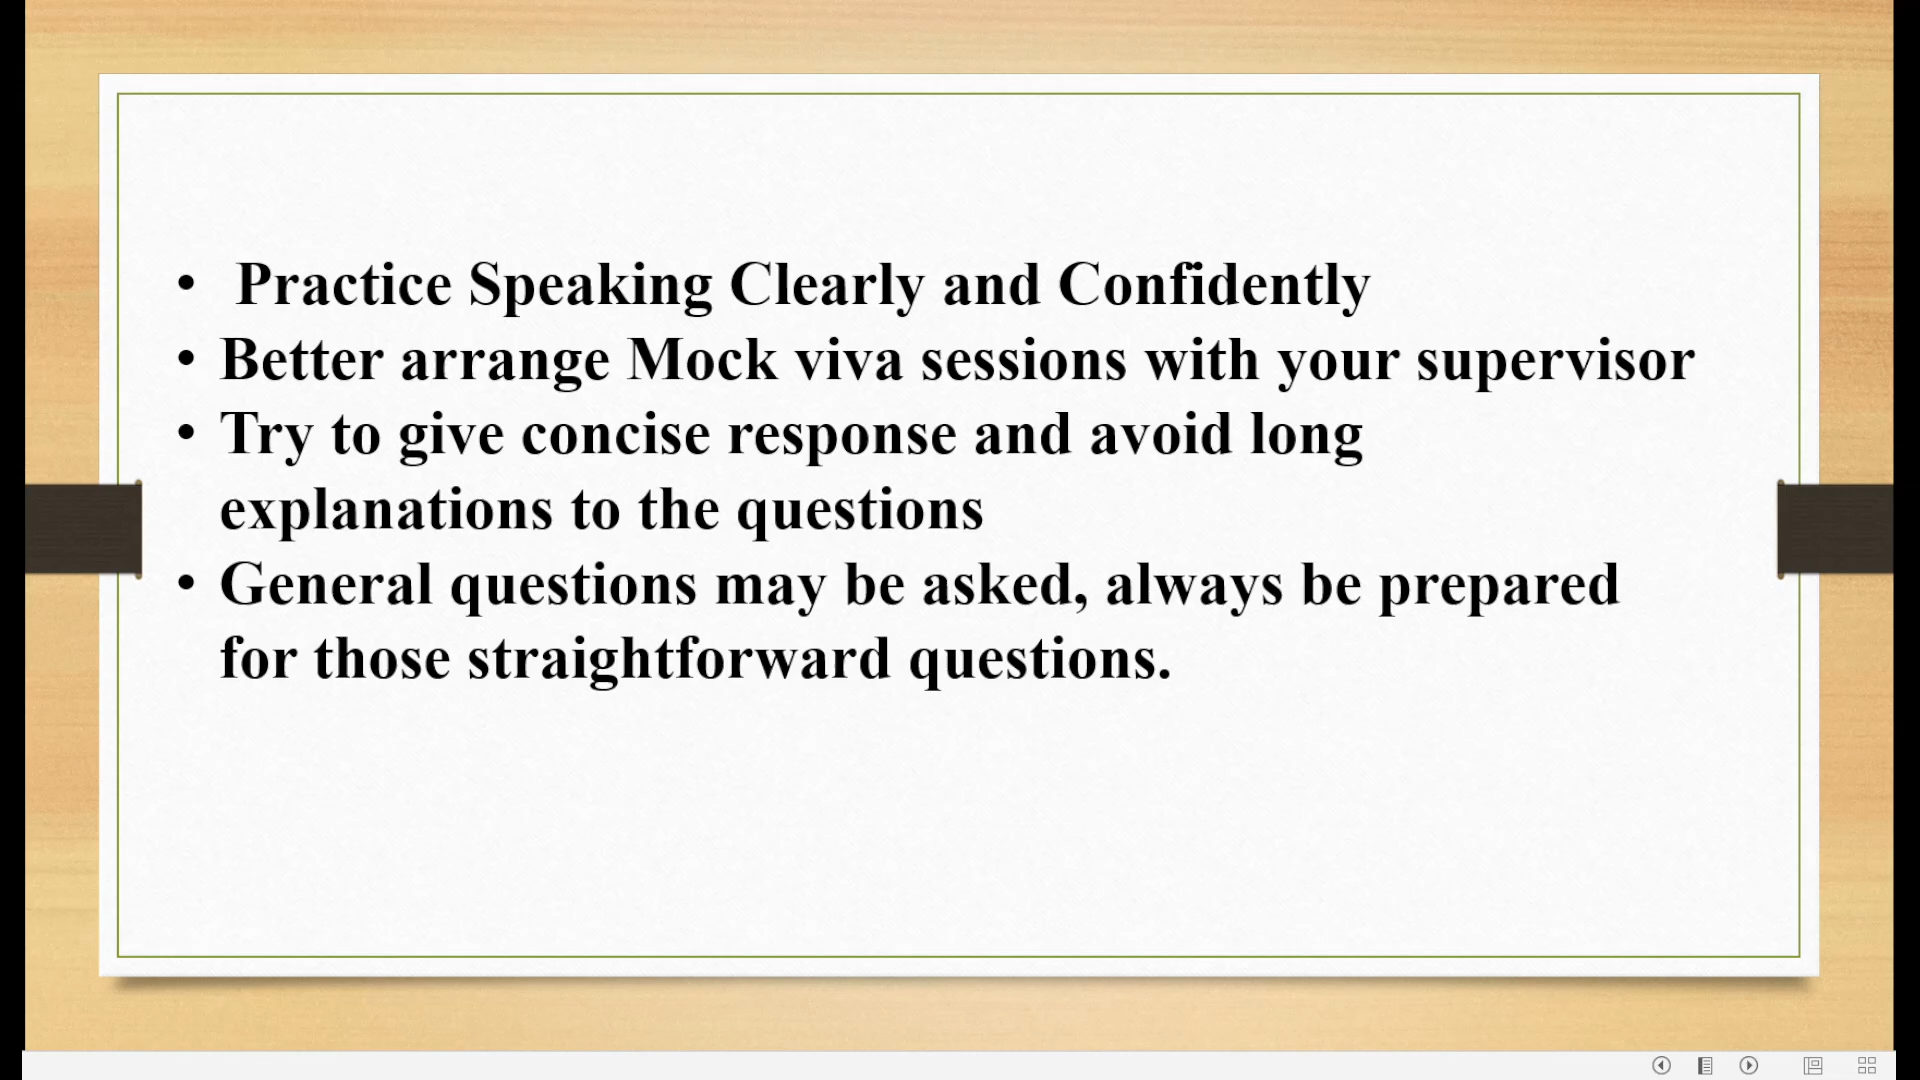 • Practice Speaking Clearly and Confidently
• Better arrange Mock viva sessions with your supervisor
• Try to give concise response and avoid long
explanations to the questions
• General questions may be asked, always be prepared
for those straightforward questions.